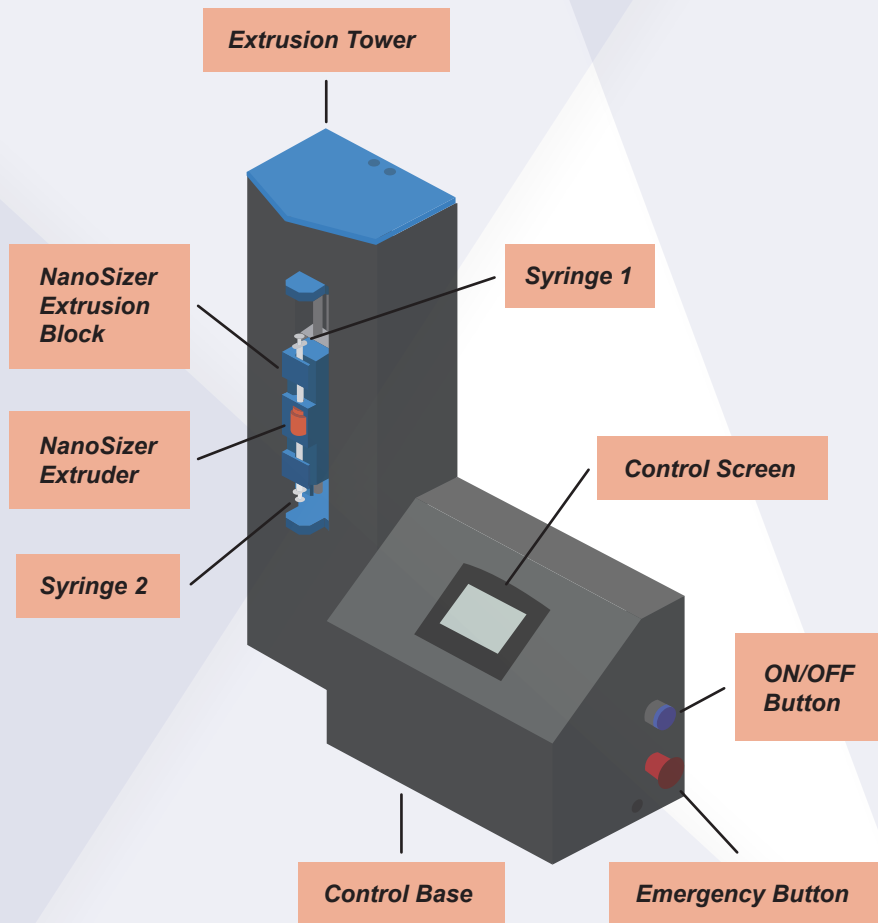 Extrusion Tower
NanoSizer
Extrusion
Block
Syringe 1
NanoSizer
Extruder
Control Screen
Syringe 2
ON/OFF
Button
Control Base
Emergency Button